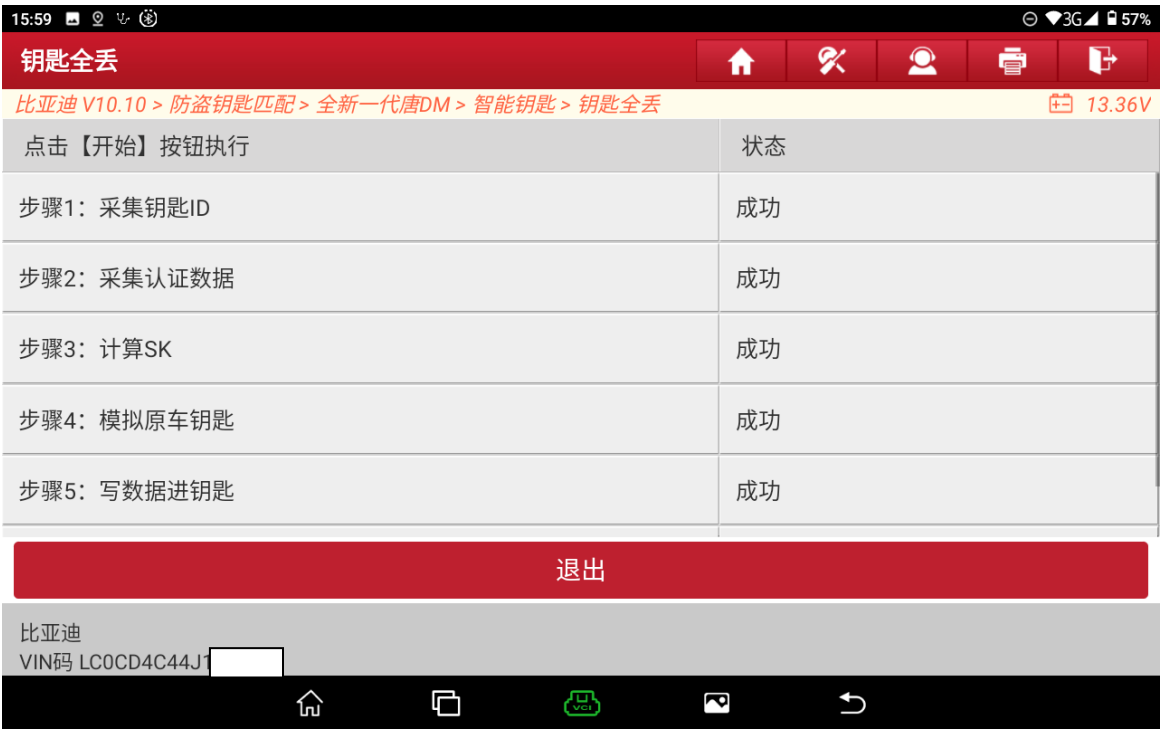 15:59 3G 57%
钥匙全丢
比亚迪 V10.10 > 防盗钥匙匹配 > 全新一代唐DM > 智能钥匙 > 钥匙全丢 13.36V
点击【开始】按钮执行 状态
步骤1：采集钥匙ID 成功
步骤2：采集认证数据 成功
步骤3：计算SK 成功
步骤4：模拟原车钥匙 成功
步骤5：写数据进钥匙 成功
退出
比亚迪
VIN码 LC0CD4C44J1
VCI